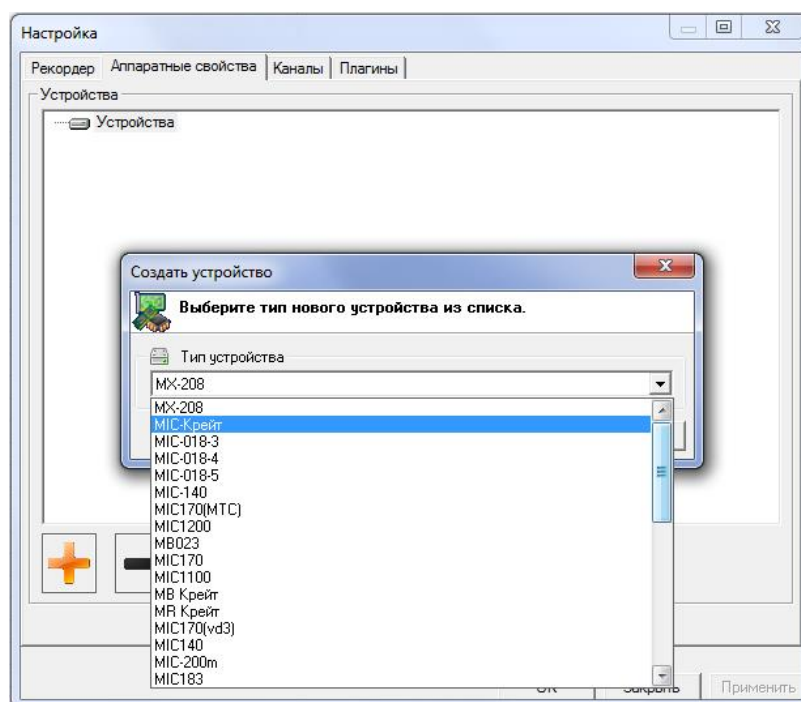 Настройка
Рекордер Аппаратные свойства Каналы Плагины
Устройства
Устройства
Создать устройство
Выберите тип нового устройства из списка.
Тип устройства
MX-208
MX-208
MIC-Крейт
MIC-018-3
MIC-018-4
MIC-018-5
MIC-140
MIC170(MTC)
MIC1200
MB023
MIC170
MIC1100
MB Крейт
MR Крейт
MIC170(vd3)
MIC140
MIC-200m
MIC183
OK Закрыть Применить